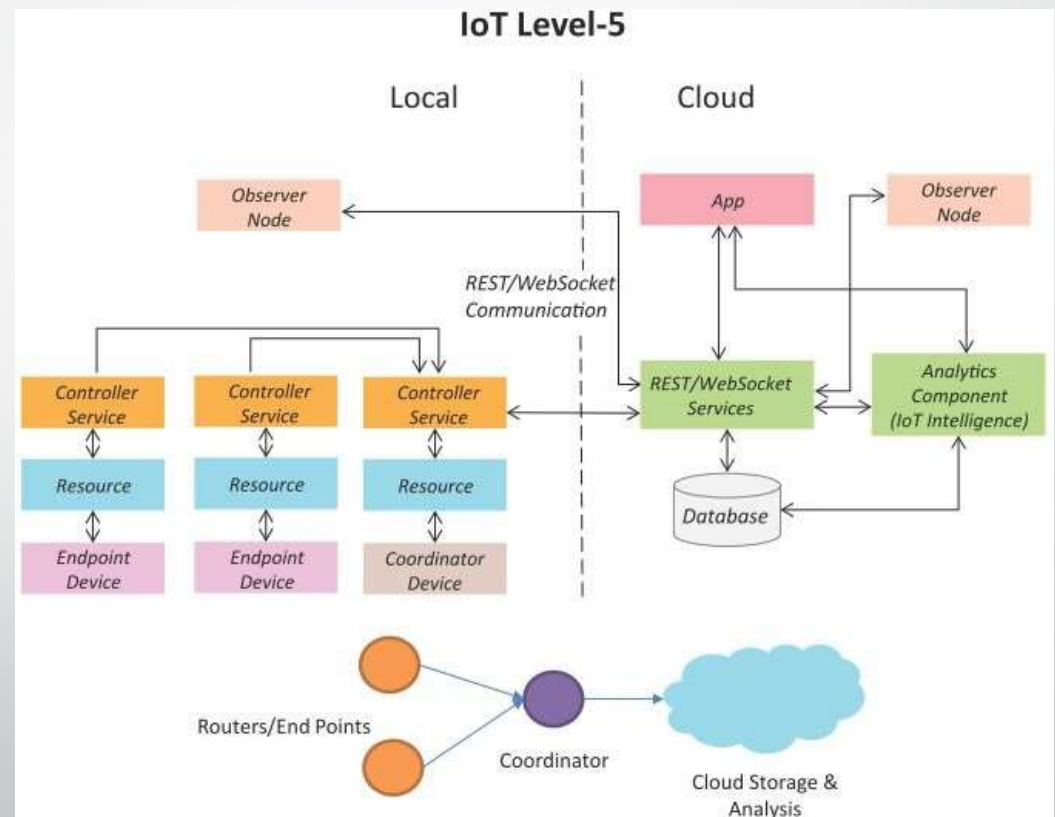 IoT Level-5
Local
Cloud
Observer
Node
App
Observer
Node
REST/WebSocket
Communication
Controller
Service
Controller
Service
Controller
Service
REST/WebSocket
Services
Analytics
Component
(IoT Intelligence)
Resource
Resource
Resource
Database
Endpoint
Device
Endpoint
Device
Coordinator
Device
Routers/End Points
Coordinator
Cloud Storage &
Analysis